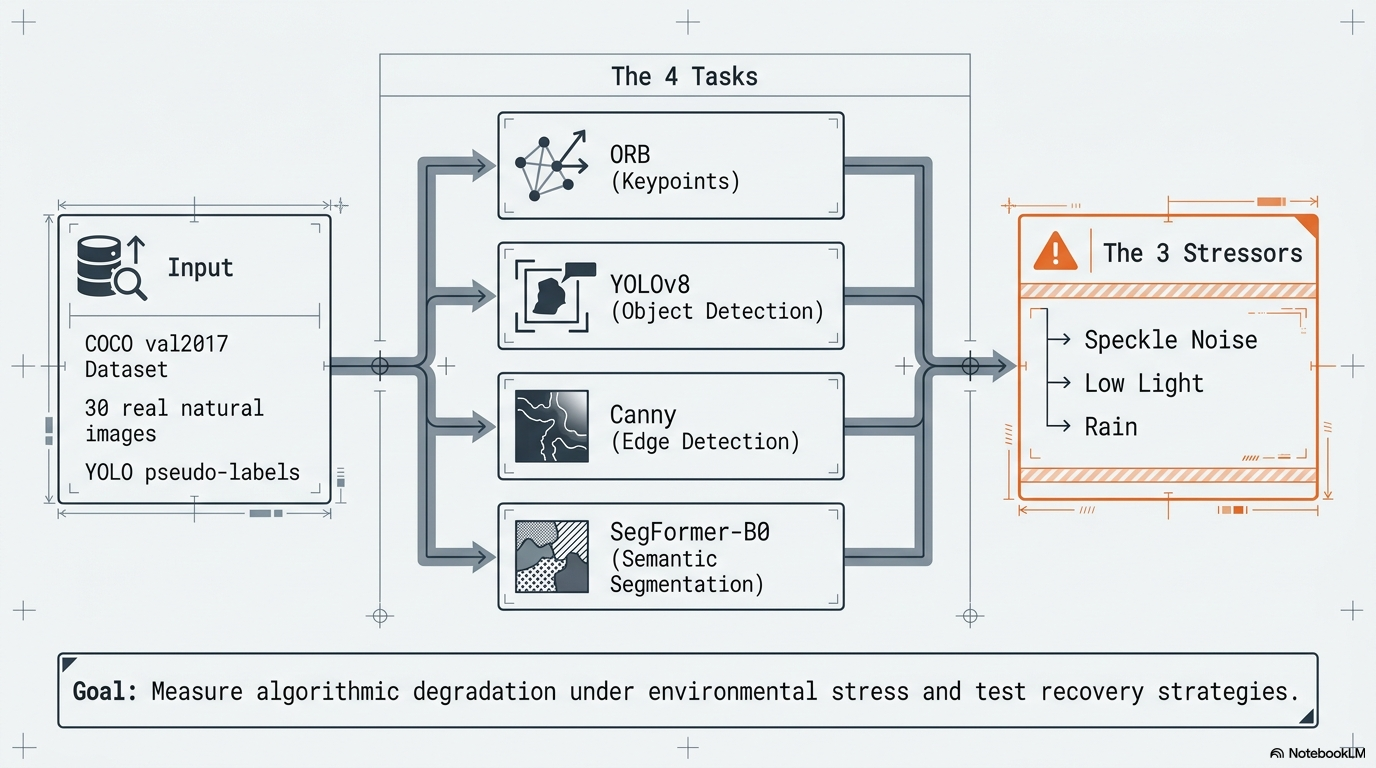 The 4 Tasks
Input
COCO val2017
Dataset
30 real natural
images
YOLO pseudo-labels
ORB
(Keypoints)
YOLOv8
(Object Detection)
Canny
(Edge Detection)
SegFormer-B0
(Semantic
Segmentation)
The 3 Stressors
Speckle Noise
Low Light
Rain
Goal: Measure algorithmic degradation under environmental stress and test recovery strategies.
NotebookLM